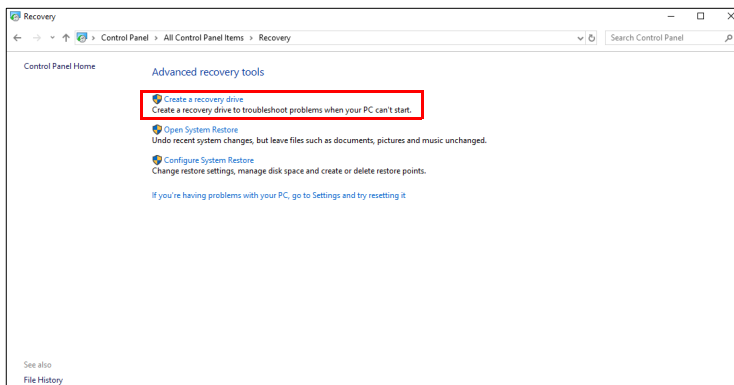 Recovery
Control Panel > All Control Panel Items > Recovery
Search Control Panel
Control Panel Home
Advanced recovery tools
Create a recovery drive
Create a recovery drive to troubleshoot problems when your PC can't start.
Open System Restore
Undo recent system changes, but leave files such as documents, pictures and music unchanged.
Configure System Restore
Change restore settings, manage disk space and create or delete restore points.
If you're having problems with your PC, go to Settings and try resetting it
See also
File History